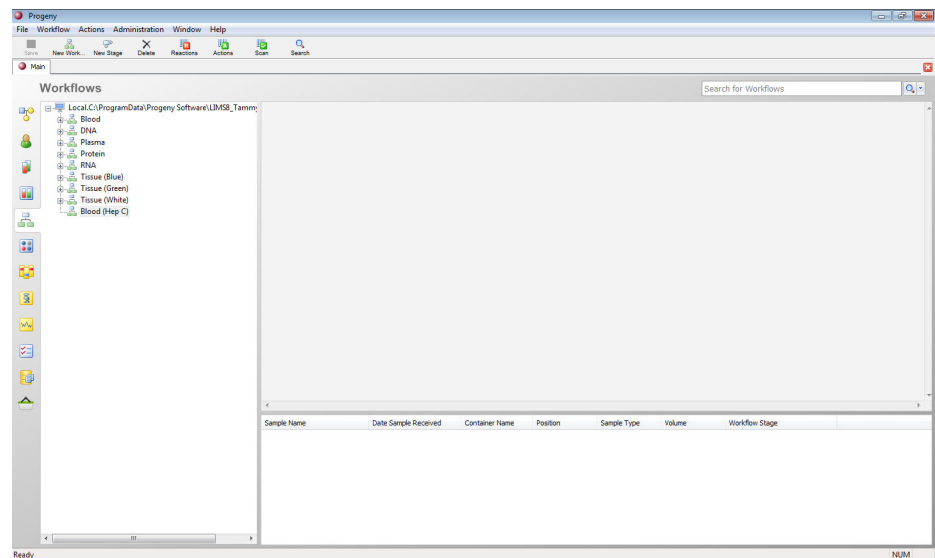 Progeny
File Workflow Actions Administration Window Help
Save New Work... New Stage Delete Reactions Actions Scan Search
Main
Workflows
Search for Workflows
Local.C:\ProgramData\Progeny Software\LIMS8_Tammy
Blood
DNA
Plasma
Protein
RNA
Tissue (Blue)
Tissue (Green)
Tissue (White)
Blood (Hep C)
Sample Name Date Sample Received Container Name Position Sample Type Volume Workflow Stage
Ready NUM